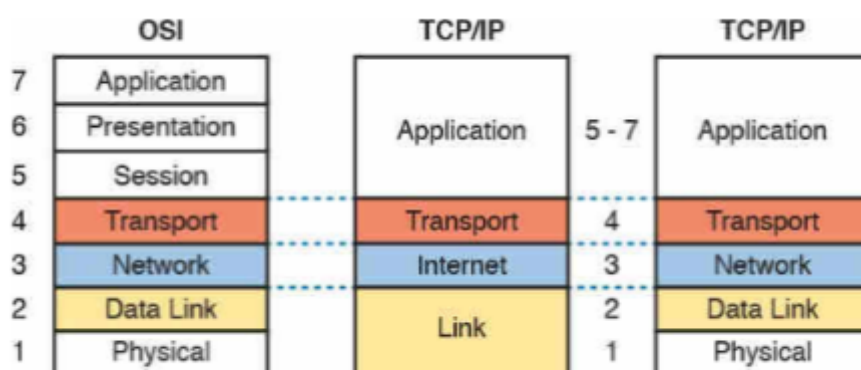 OSI TCP/IP TCP/IP
7 Application
6 Presentation Application 5 - 7 Application
5 Session
4 Transport Transport 4 Transport
3 Network Internet 3 Network
2 Data Link Link 2 Data Link
1 Physical 1 Physical